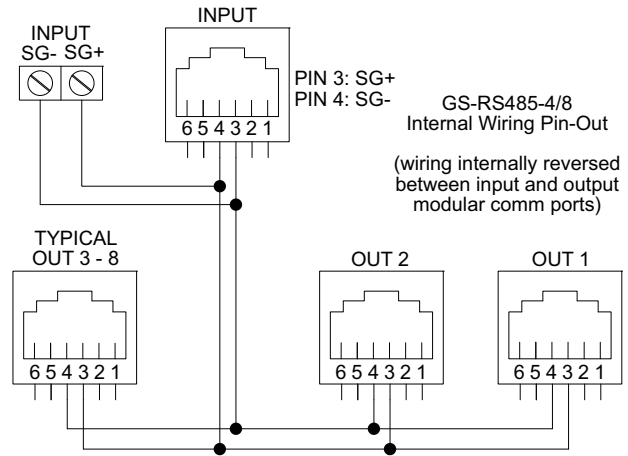 INPUT
SG- SG+
INPUT
PIN 3: SG+
PIN 4: SG-
6 5 4 3 2 1
GS-RS485-4/8
Internal Wiring Pin-Out
(wiring internally reversed
between input and output
modular comm ports)
TYPICAL
OUT 3 - 8
6 5 4 3 2 1
OUT 2
6 5 4 3 2 1
OUT 1
6 5 4 3 2 1